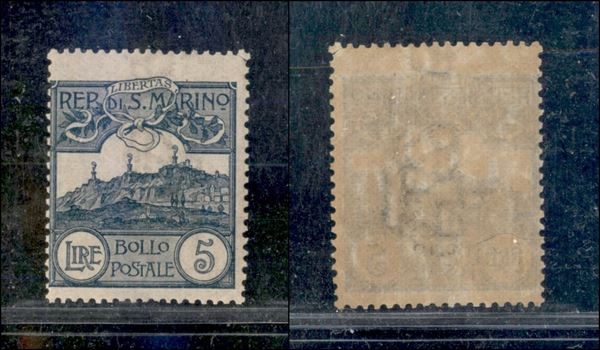 LIBERTAS
REP. DI. S. MARINO
LIRE BOLLO 5
POSTALE